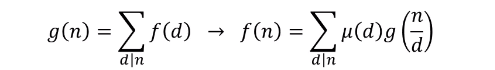 g(n) = ∑_{d|n} f(d) → f(n) = ∑_{d|n} μ(d)g(n/d)